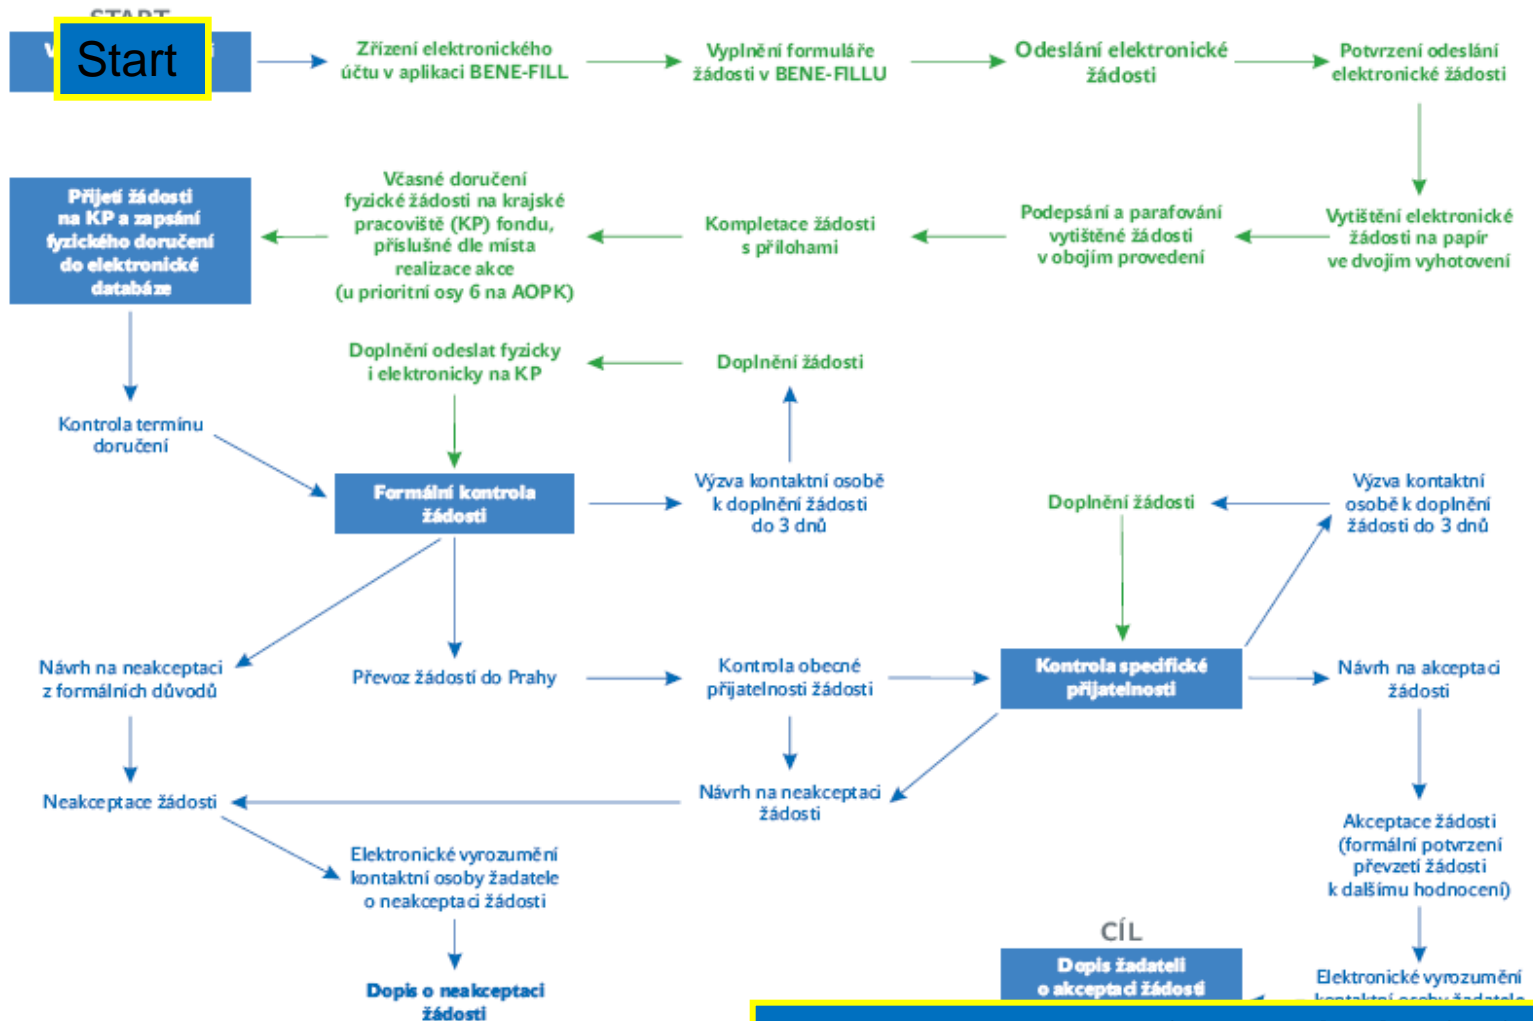 START
Start
Zřízení elektronického
účtu v aplikaci BENE-FILL
Vyplnění formuláře
žádosti v BENE-FILLU
Odeslání elektronické
žádosti
Potvrzení odeslání
elektronické žádosti
Přijetí žádosti
na KP a zapsání
fyzického doručení
do elektronické
databáze
Včasné doručení
fyzické žádosti na krajské
pracoviště (KP) fondu,
příslušné dle místa
realizace akce
(u prioritní osy 6 na AOPK)
Kompletace žádosti
s přílohami
Podepsání a parafování
vytištěné žádosti
v obojím provedení
Vytištění elektronické
žádosti na papír
ve dvojím vyhotovení
Doplnění odeslat fyzicky
i elektronicky na KP
Doplnění žádosti
Kontrola termínu
doručení
Formální kontrola
žádosti
Výzva kontaktní osobě
k doplnění žádosti
do 3 dnů
Doplnění žádosti
Výzva kontaktní
osobě k doplnění
žádosti do 3 dnů
Návrh na neakceptaci
z formálních důvodů
Převoz žádostí do Prahy
Kontrola obecné
přijatelnosti žádosti
Kontrola specifické
přijatelnosti
Návrh na akceptaci
žádosti
Neakceptace žádosti
Návrh na neakceptaci
žádosti
Akceptace žádosti
(formální potvrzení
převzetí žádosti
k dalšímu hodnocení)
Elektronické vyrozumění
kontaktní osoby žadatele
o neakceptaci žádosti
CÍL
Dopis žadateli
o akceptaci žádosti
Elektronické vyrozumění
kontaktní osoby žadatele
Dopis o neakceptaci
žádosti